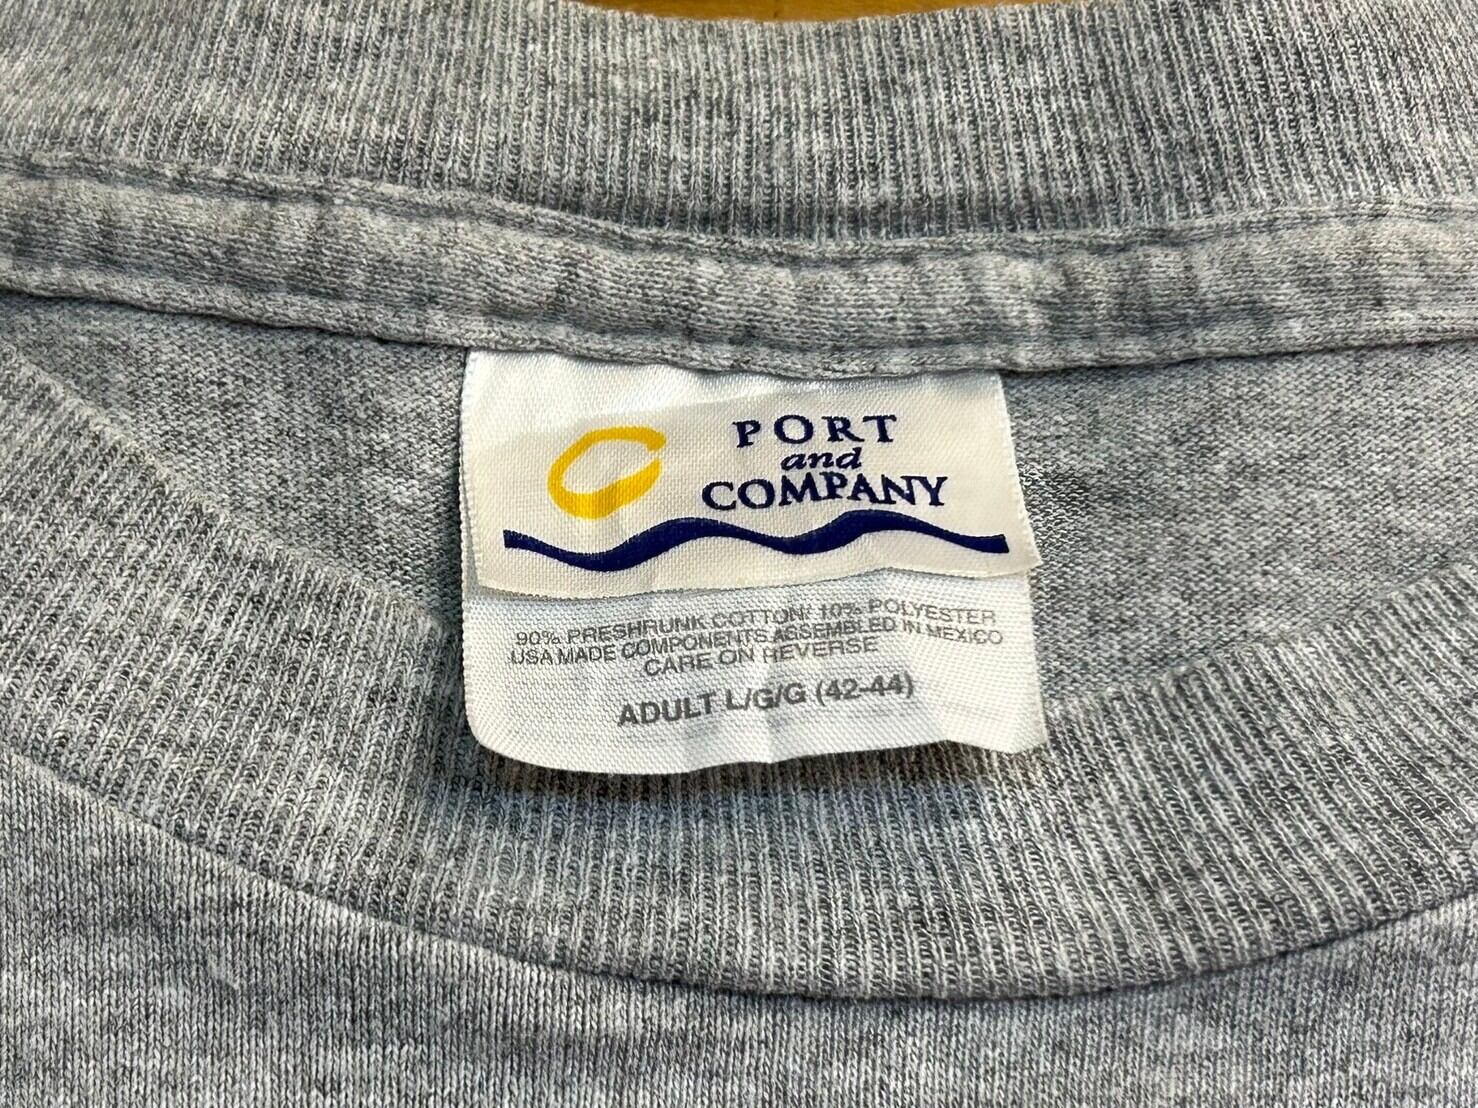 PORT
and
COMPANY
90% PRESHRUNK COTTON/ 10% POLYESTER
USA MADE COMPONENTS ASSEMBLED IN MEXICO
CARE ON REVERSE
ADULT L/G/G (42-44)